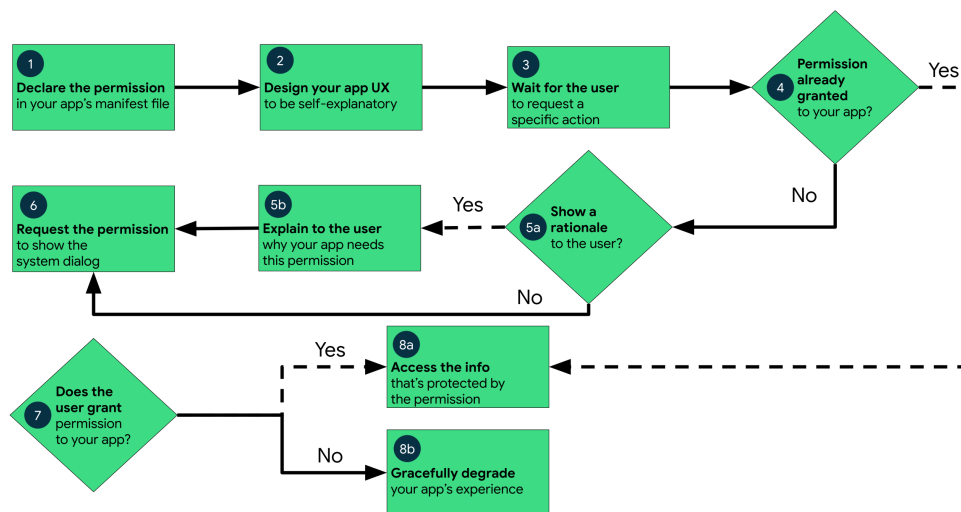 1
Declare the permission
in your app's manifest file
2
Design your app UX
to be self-explanatory
3
Wait for the user
to request a
specific action
4
Permission
already
granted
to your app?
Yes
No
5a
Show a
rationale
to the user?
Yes
5b
Explain to the user
why your app needs
this permission
6
Request the permission
to show the
system dialog
No
7
Does the
user grant
permission
to your app?
Yes
8a
Access the info
that's protected by
the permission
No
8b
Gracefully degrade
your app's experience